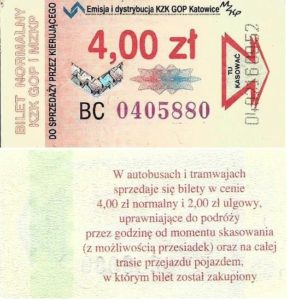 BILET NORMALNY
KZK GOP I MZKP
DO SPRZEDAŻY PRZEZ KIERUJĄCEGO
Emisja i dystrybucja KZK GOP Katowice
4,00 zł
BC 0405880
TU
KASOWAĆ
W autobusach i tramwajach
sprzedaje się bilety w cenie
4,00 zł normalny i 2,00 zł ulgowy,
uprawniające do podróży
przez godzinę od momentu skasowania
(z możliwością przesiadek) oraz na całej
trasie przejazdu pojazdem,
w którym bilet został zakupiony